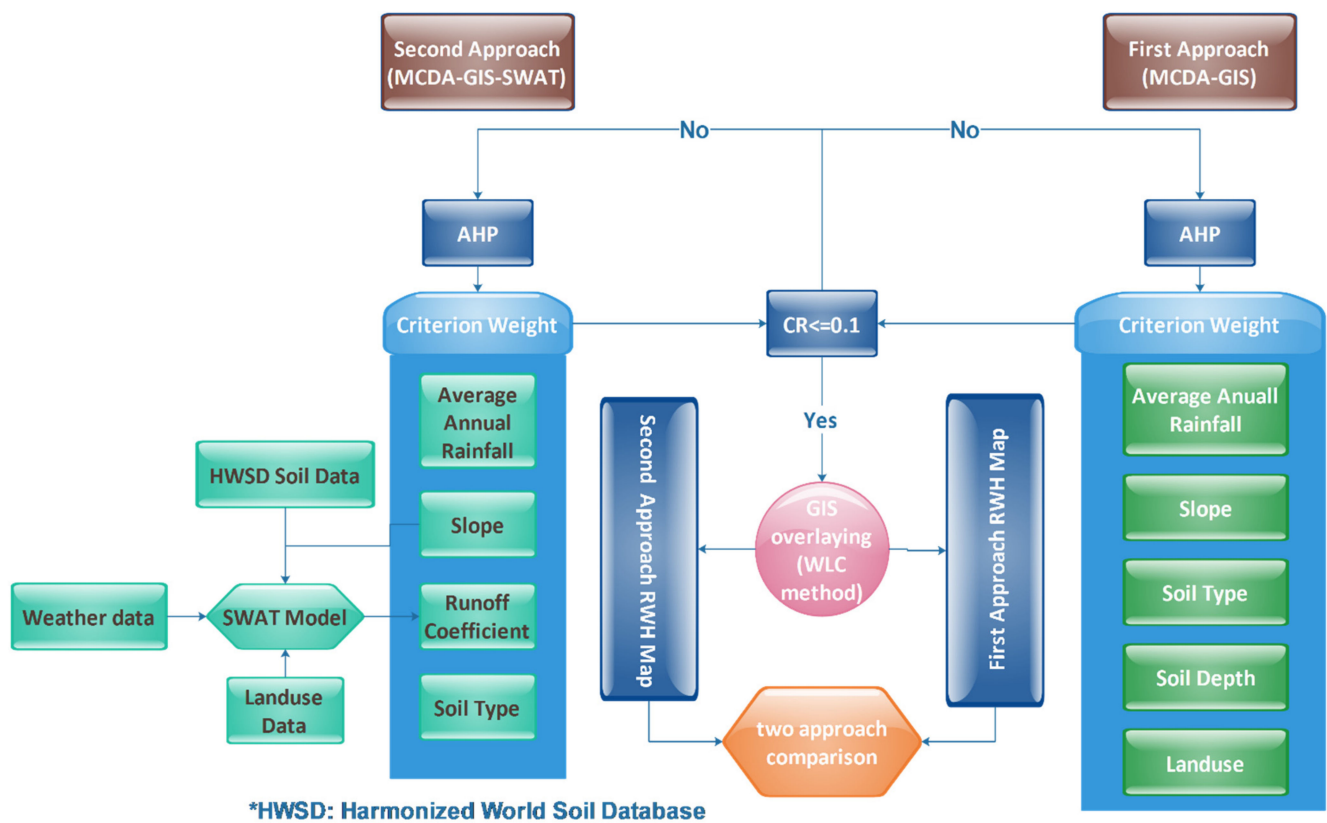 Second Approach
(MCDA-GIS-SWAT)
First Approach
(MCDA-GIS)
No
No
AHP
AHP
Criterion Weight
CR<=0.1
Criterion Weight
Average
Annual
Rainfall
HWSD Soil Data
Slope
Weather data
SWAT Model
Runoff
Coefficient
Landuse
Data
Soil Type
Yes
Second Approach RWH Map
GIS
overlaying
(WLC
method)
First Approach RWH Map
two approach
comparison
Average Anuall
Rainfall
Slope
Soil Type
Soil Depth
Landuse
*HWSD: Harmonized World Soil Database